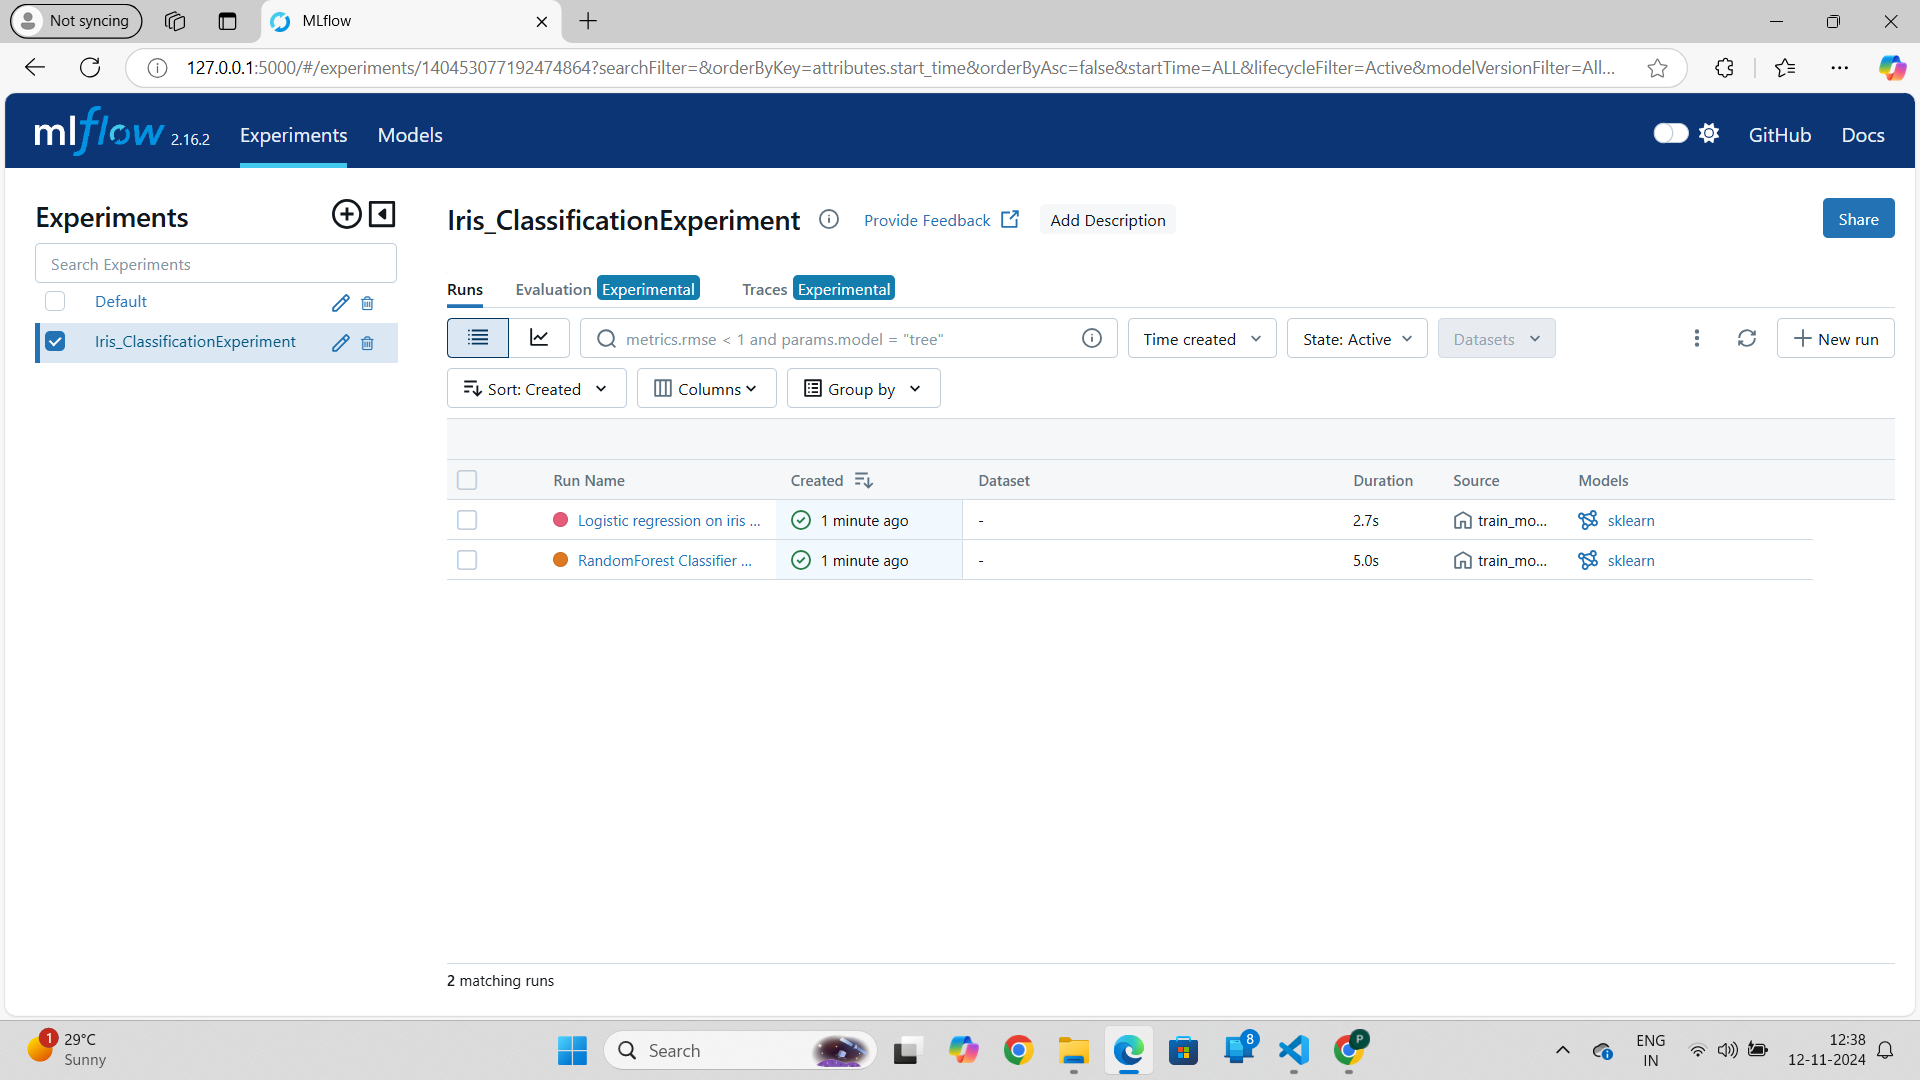 Not syncing
MLflow
127.0.0.1:5000/#/experiments/140453077192474864?searchFilter=&orderByKey=attributes.start_time&orderByAsc=false&startTime=ALL&lifecycleFilter=Active&modelVersionFilter=All...
mlflow 2.16.2 Experiments Models GitHub Docs
Experiments
Search Experiments
Default
Iris_ClassificationExperiment
Iris_ClassificationExperiment Provide Feedback Add Description Share
Runs Evaluation Experimental Traces Experimental
metrics.rmse < 1 and params.model = "tree" Time created State: Active Datasets New run
Sort: Created Columns Group by
Run Name Created Dataset Duration Source Models
Logistic regression on iris ... 1 minute ago - 2.7s train_mo... sklearn
RandomForest Classifier ... 1 minute ago - 5.0s train_mo... sklearn
2 matching runs
1 29°C
Sunny
Search
8
P
ENG
IN
12:38
12-11-2024